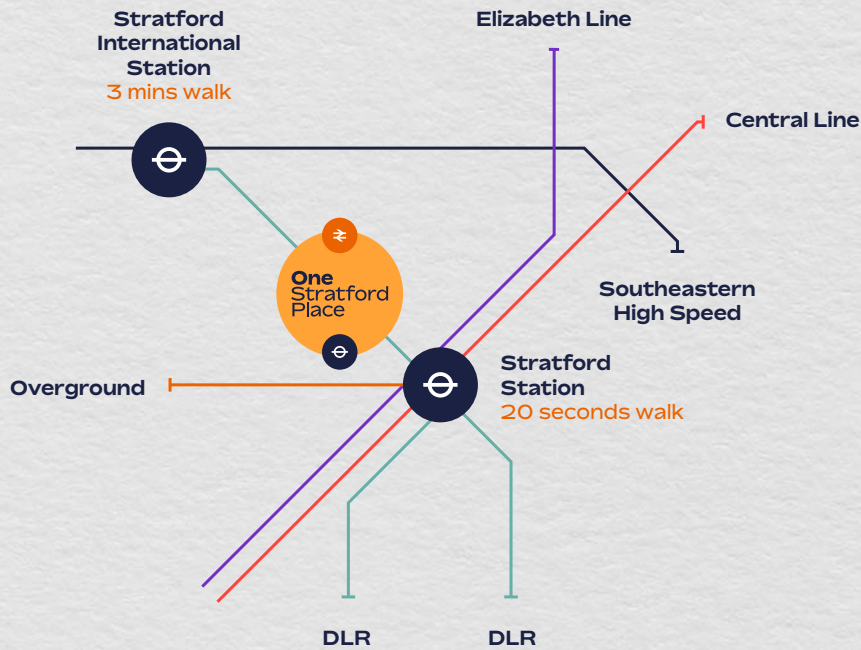 Stratford
International
Station
3 mins walk
Elizabeth Line
Central Line
One
Stratford
Place
Southeastern
High Speed
Overground
Stratford
Station
20 seconds walk
DLR
DLR